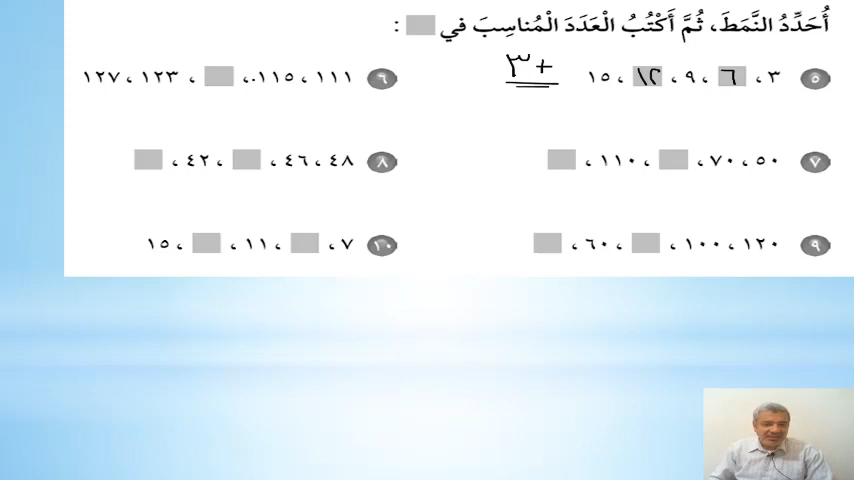 أُحَدِّدُ النَّمَطَ، ثُمَّ أَكْتُبُ الْعَدَدَ الْمُناسِبَ في :
٥ ٣ ، ٦ ، ٩ ، ١٢ ، ١٥ +٣
٦ ١١١ ، ١١٥ ، ، ١٢٣ ، ١٢٧
٧ ٥٠ ، ٧٠ ، ، ١١٠ ،
٨ ٤٨ ، ٤٦ ، ، ٤٢ ،
٩ ١٢٠ ، ١٠٠ ، ، ٦٠ ،
١٠ ٧ ، ، ١١ ، ، ١٥